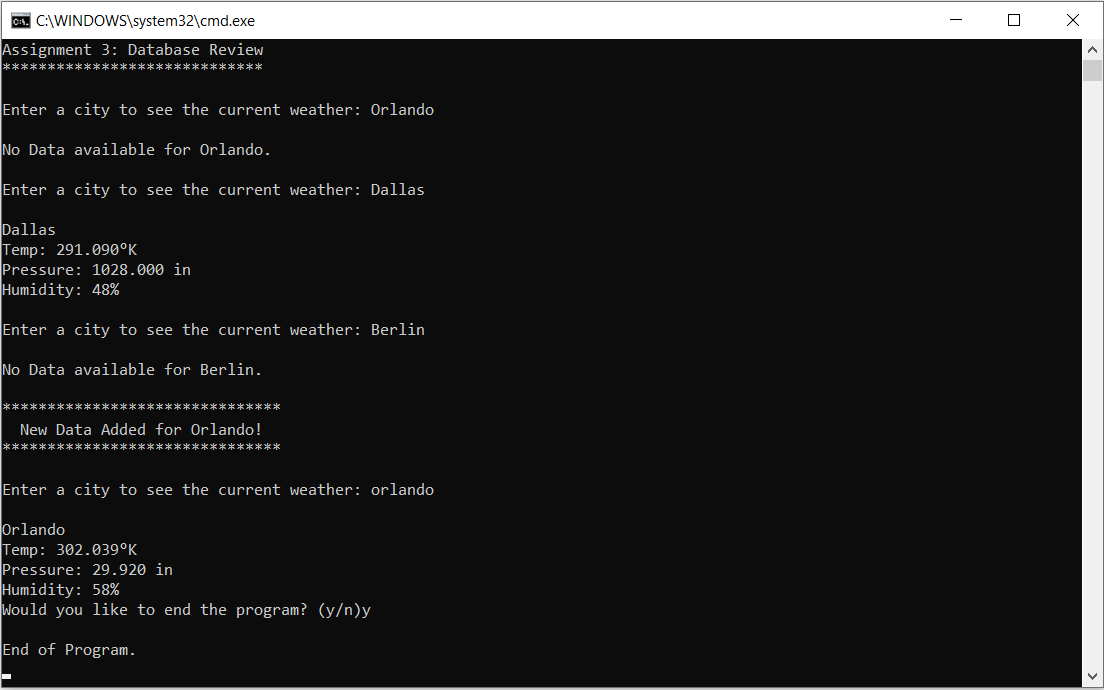 C:\WINDOWS\system32\cmd.exe
Assignment 3: Database Review
*****************************
Enter a city to see the current weather: Orlando
No Data available for Orlando.
Enter a city to see the current weather: Dallas
Dallas
Temp: 291.090°K
Pressure: 1028.000 in
Humidity: 48%
Enter a city to see the current weather: Berlin
No Data available for Berlin.
*******************************
  New Data Added for Orlando!
*******************************
Enter a city to see the current weather: orlando
Orlando
Temp: 302.039°K
Pressure: 29.920 in
Humidity: 58%
Would you like to end the program? (y/n)y
End of Program.